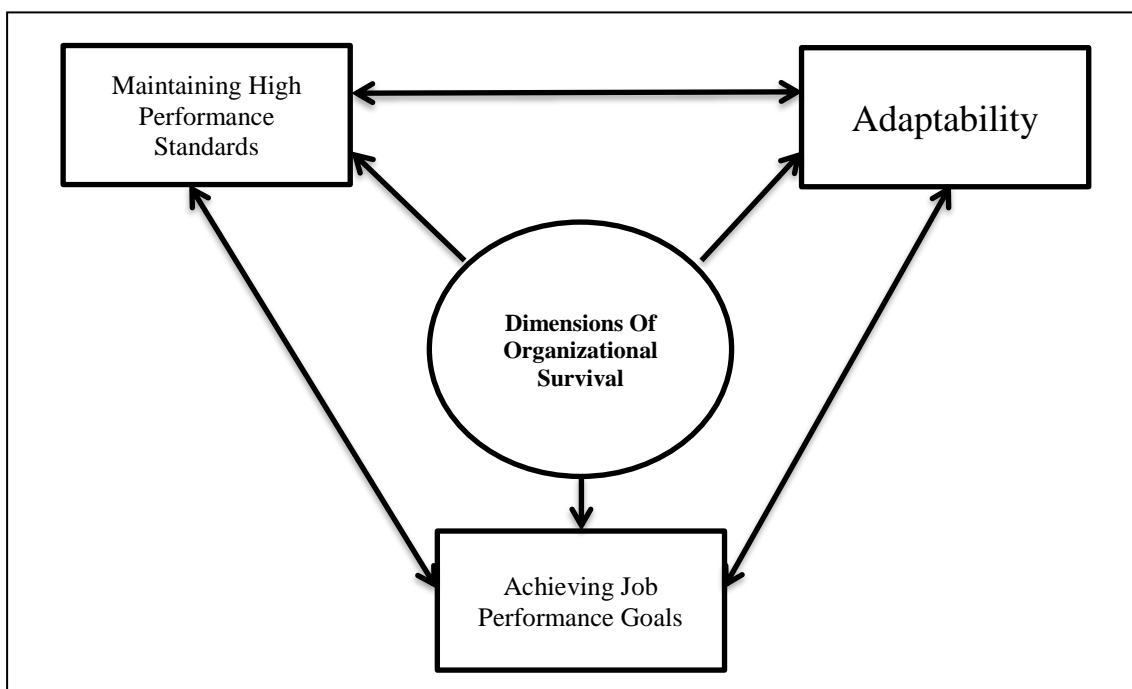 Maintaining High
Performance
Standards
Adaptability
Dimensions Of
Organizational
Survival
Achieving Job
Performance Goals